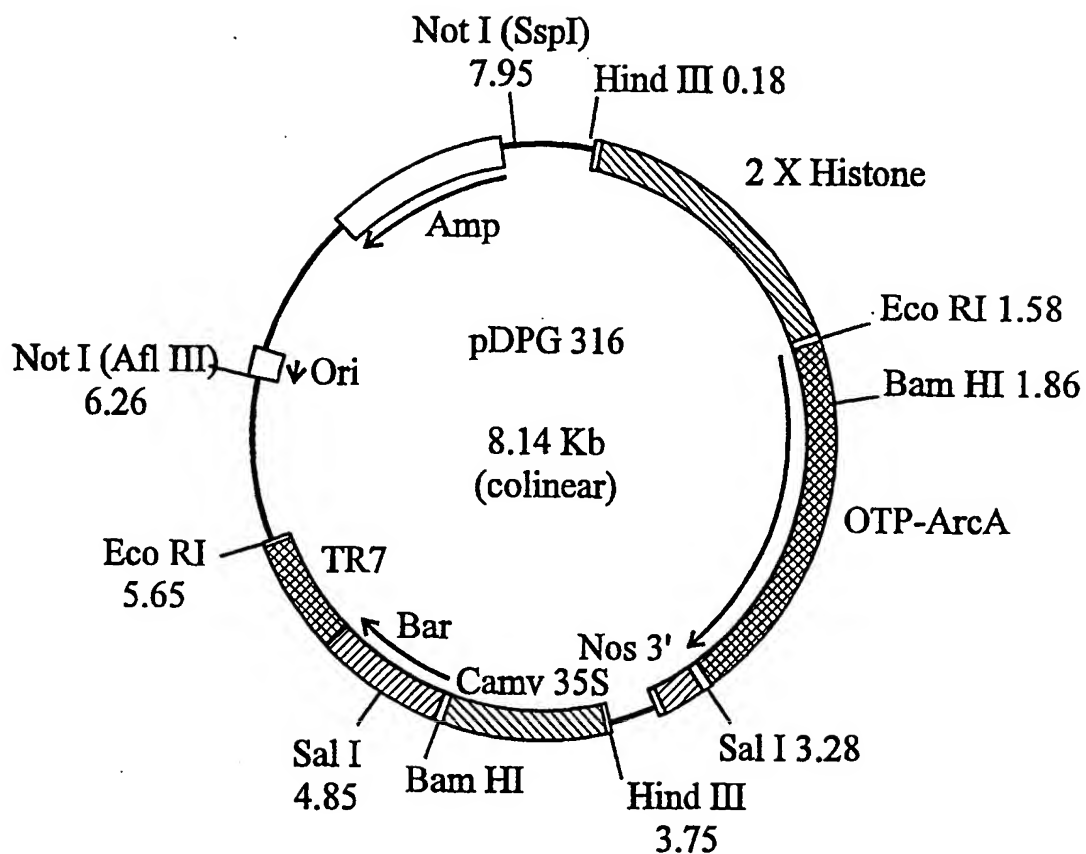 Not I (SspI)
7.95
Hind III 0.18
2 X Histone
Amp
Eco RI 1.58
pDPG 316
Bam HI 1.86
Not I (Afl III)
6.26
Ori
8.14 Kb
(colinear)
OTP-ArcA
Eco RI
5.65
TR7
Bar
Nos 3'
Camv 35S
Sal I 3.28
Sal I
4.85
Bam HI
Hind III
3.75